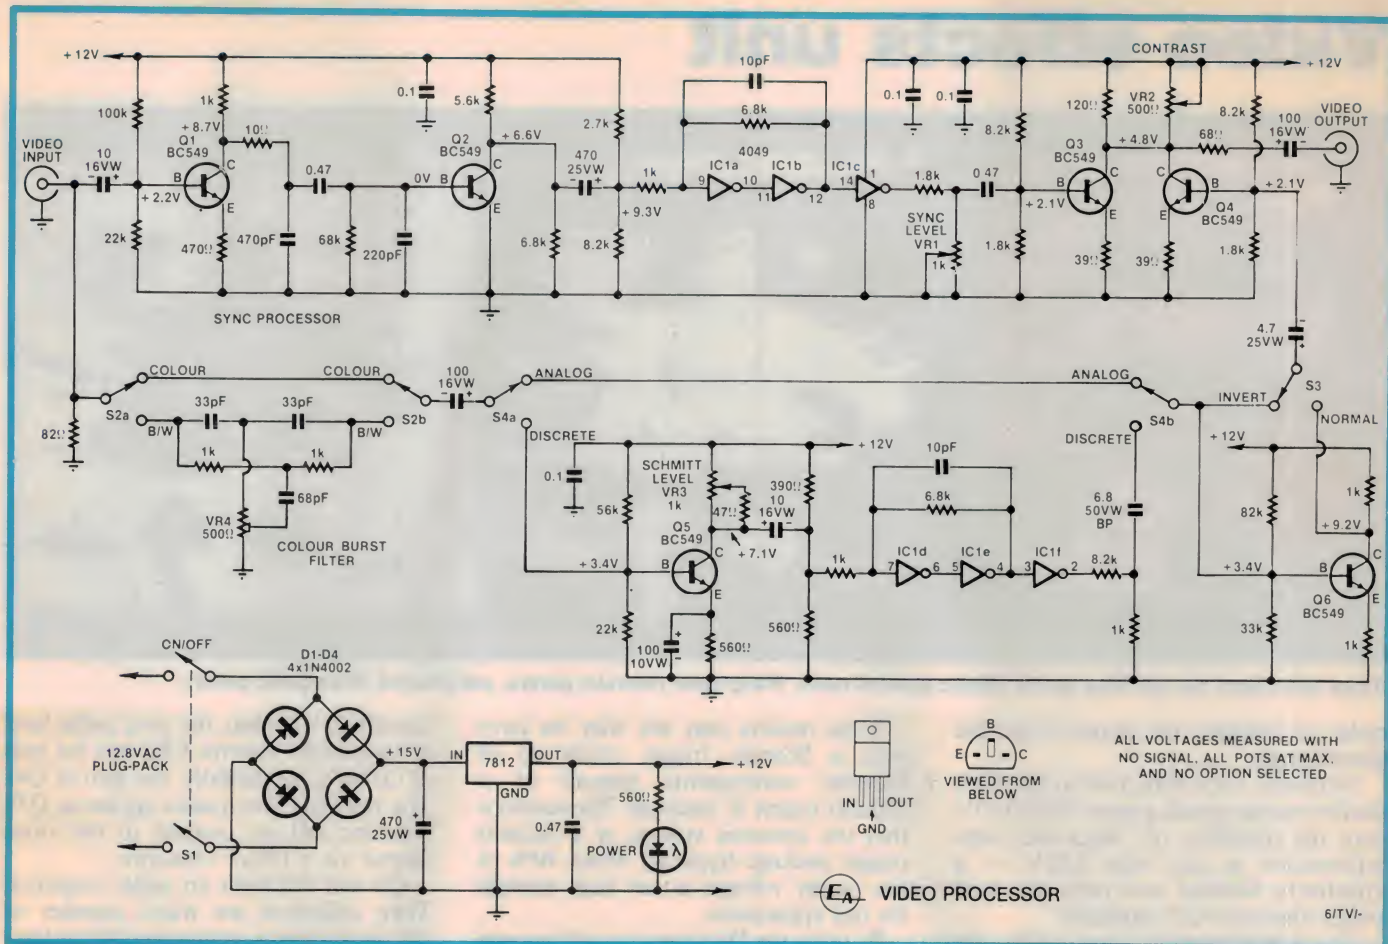 +12V
100k
1k
+8.7V
Q1
BC549
10Ω
VIDEO
INPUT
10
16VW
B
C
E
+2.2V
22k
470Ω
470pF
0.47
68k
220pF
0V
0.1
5.6k
Q2
BC549
+6.6V
B
C
E
6.8k
470
25VW
2.7k
+9.3V
8.2k
1k
10pF
6.8k
4049
IC1a
IC1b
IC1c
9
10
11
12
14
1
8
0.1
0.1
1.8k
SYNC
LEVEL
VR1
1k
0.47
8.2k
+2.1V
1.8k
CONTRAST
120Ω
VR2
500Ω
+4.8V
Q3
BC549
B
C
E
39Ω
68Ω
8.2k
100
16VW
+12V
VIDEO
OUTPUT
+2.1V
C
B
E
Q4
BC549
39Ω
1.8k
SYNC PROCESSOR
4.7
25VW
COLOUR
COLOUR
S2a
S2b
B/W
B/W
33pF
33pF
1k
1k
68pF
82Ω
VR4
500Ω
COLOUR BURST
FILTER
100
16VW
S4a
ANALOG
DISCRETE
0.1
56k
+3.4V
22k
SCHMITT
LEVEL
VR3
1k
47Ω
Q5
BC549
B
C
E
+7.1V
10
16VW
100
10VW
560Ω
+12V
390Ω
560Ω
1k
10pF
6.8k
IC1d
IC1e
IC1f
7
6
5
4
3
2
8.2k
1k
ANALOG
S4b
DISCRETE
6.8
50VW
BP
INVERT
S3
NORMAL
+12V
82k
+3.4V
33k
1k
+9.2V
B
C
E
Q6
BC549
1k
ON/OFF
S1
12.8VAC
PLUG-PACK
D1-D4
4x1N4002
+15V
470
25VW
IN
7812
OUT
GND
0.47
+12V
560Ω
POWER
λ
IN
OUT
GND
B
E
C
VIEWED FROM
BELOW
ALL VOLTAGES MEASURED WITH
NO SIGNAL. ALL POTS AT MAX.
AND NO OPTION SELECTED
EA VIDEO PROCESSOR
6/TV/-